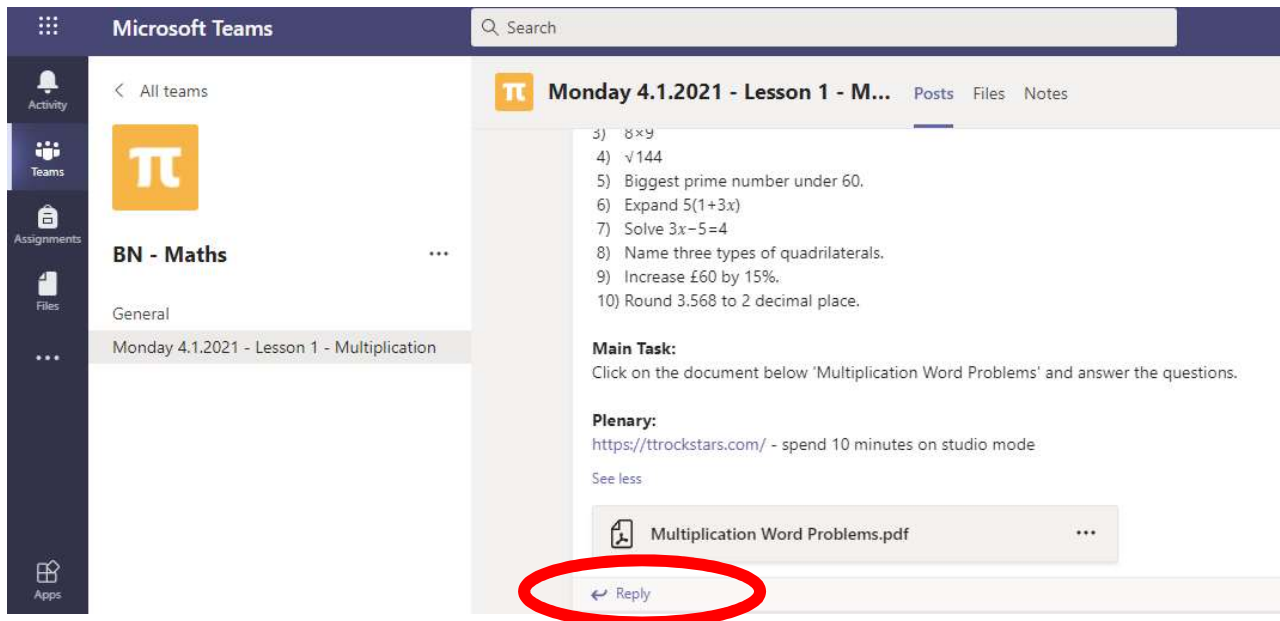 Microsoft Teams
Search
Activity
Teams
Assignments
Files
Apps
All teams
π
BN - Maths
General
Monday 4.1.2021 - Lesson 1 - Multiplication
π Monday 4.1.2021 - Lesson 1 - M... Posts Files Notes
3) 8×9
4) √144
5) Biggest prime number under 60.
6) Expand 5(1+3x)
7) Solve 3x−5=4
8) Name three types of quadrilaterals.
9) Increase £60 by 15%.
10) Round 3.568 to 2 decimal place.
Main Task:
Click on the document below 'Multiplication Word Problems' and answer the questions.
Plenary:
https://ttrockstars.com/ - spend 10 minutes on studio mode
See less
Multiplication Word Problems.pdf
Reply